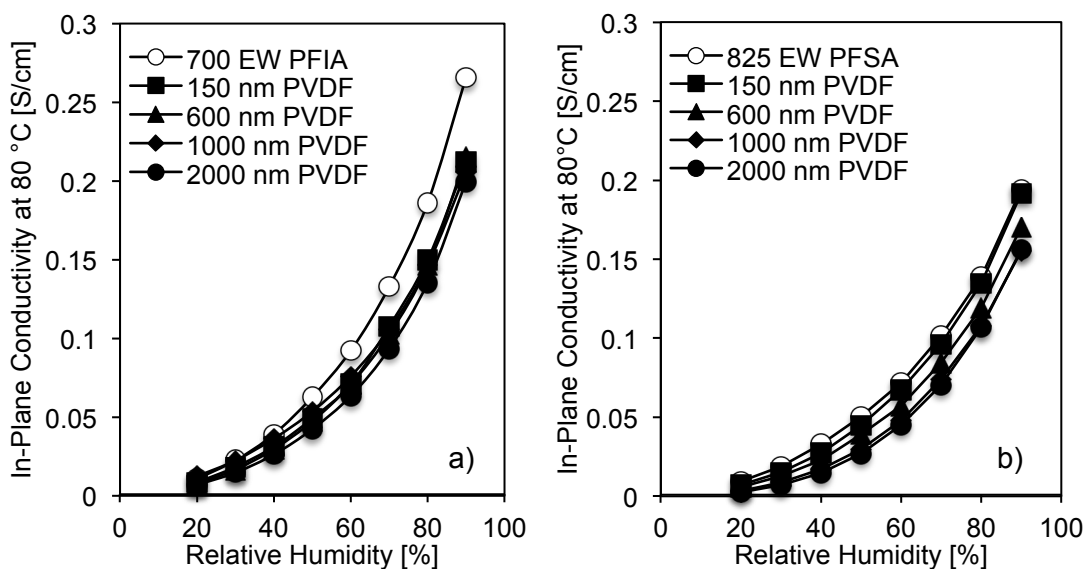 In-Plane Conductivity at 80 °C [S/cm]
0.3
0.25
0.2
0.15
0.1
0.05
0
700 EW PFIA
150 nm PVDF
600 nm PVDF
1000 nm PVDF
2000 nm PVDF
a)
0 20 40 60 80 100
Relative Humidity [%]
In-Plane Conductivity at 80°C [S/cm]
0.3
0.25
0.2
0.15
0.1
0.05
0
825 EW PFSA
150 nm PVDF
600 nm PVDF
1000 nm PVDF
2000 nm PVDF
b)
0 20 40 60 80 100
Relative Humidity [%]